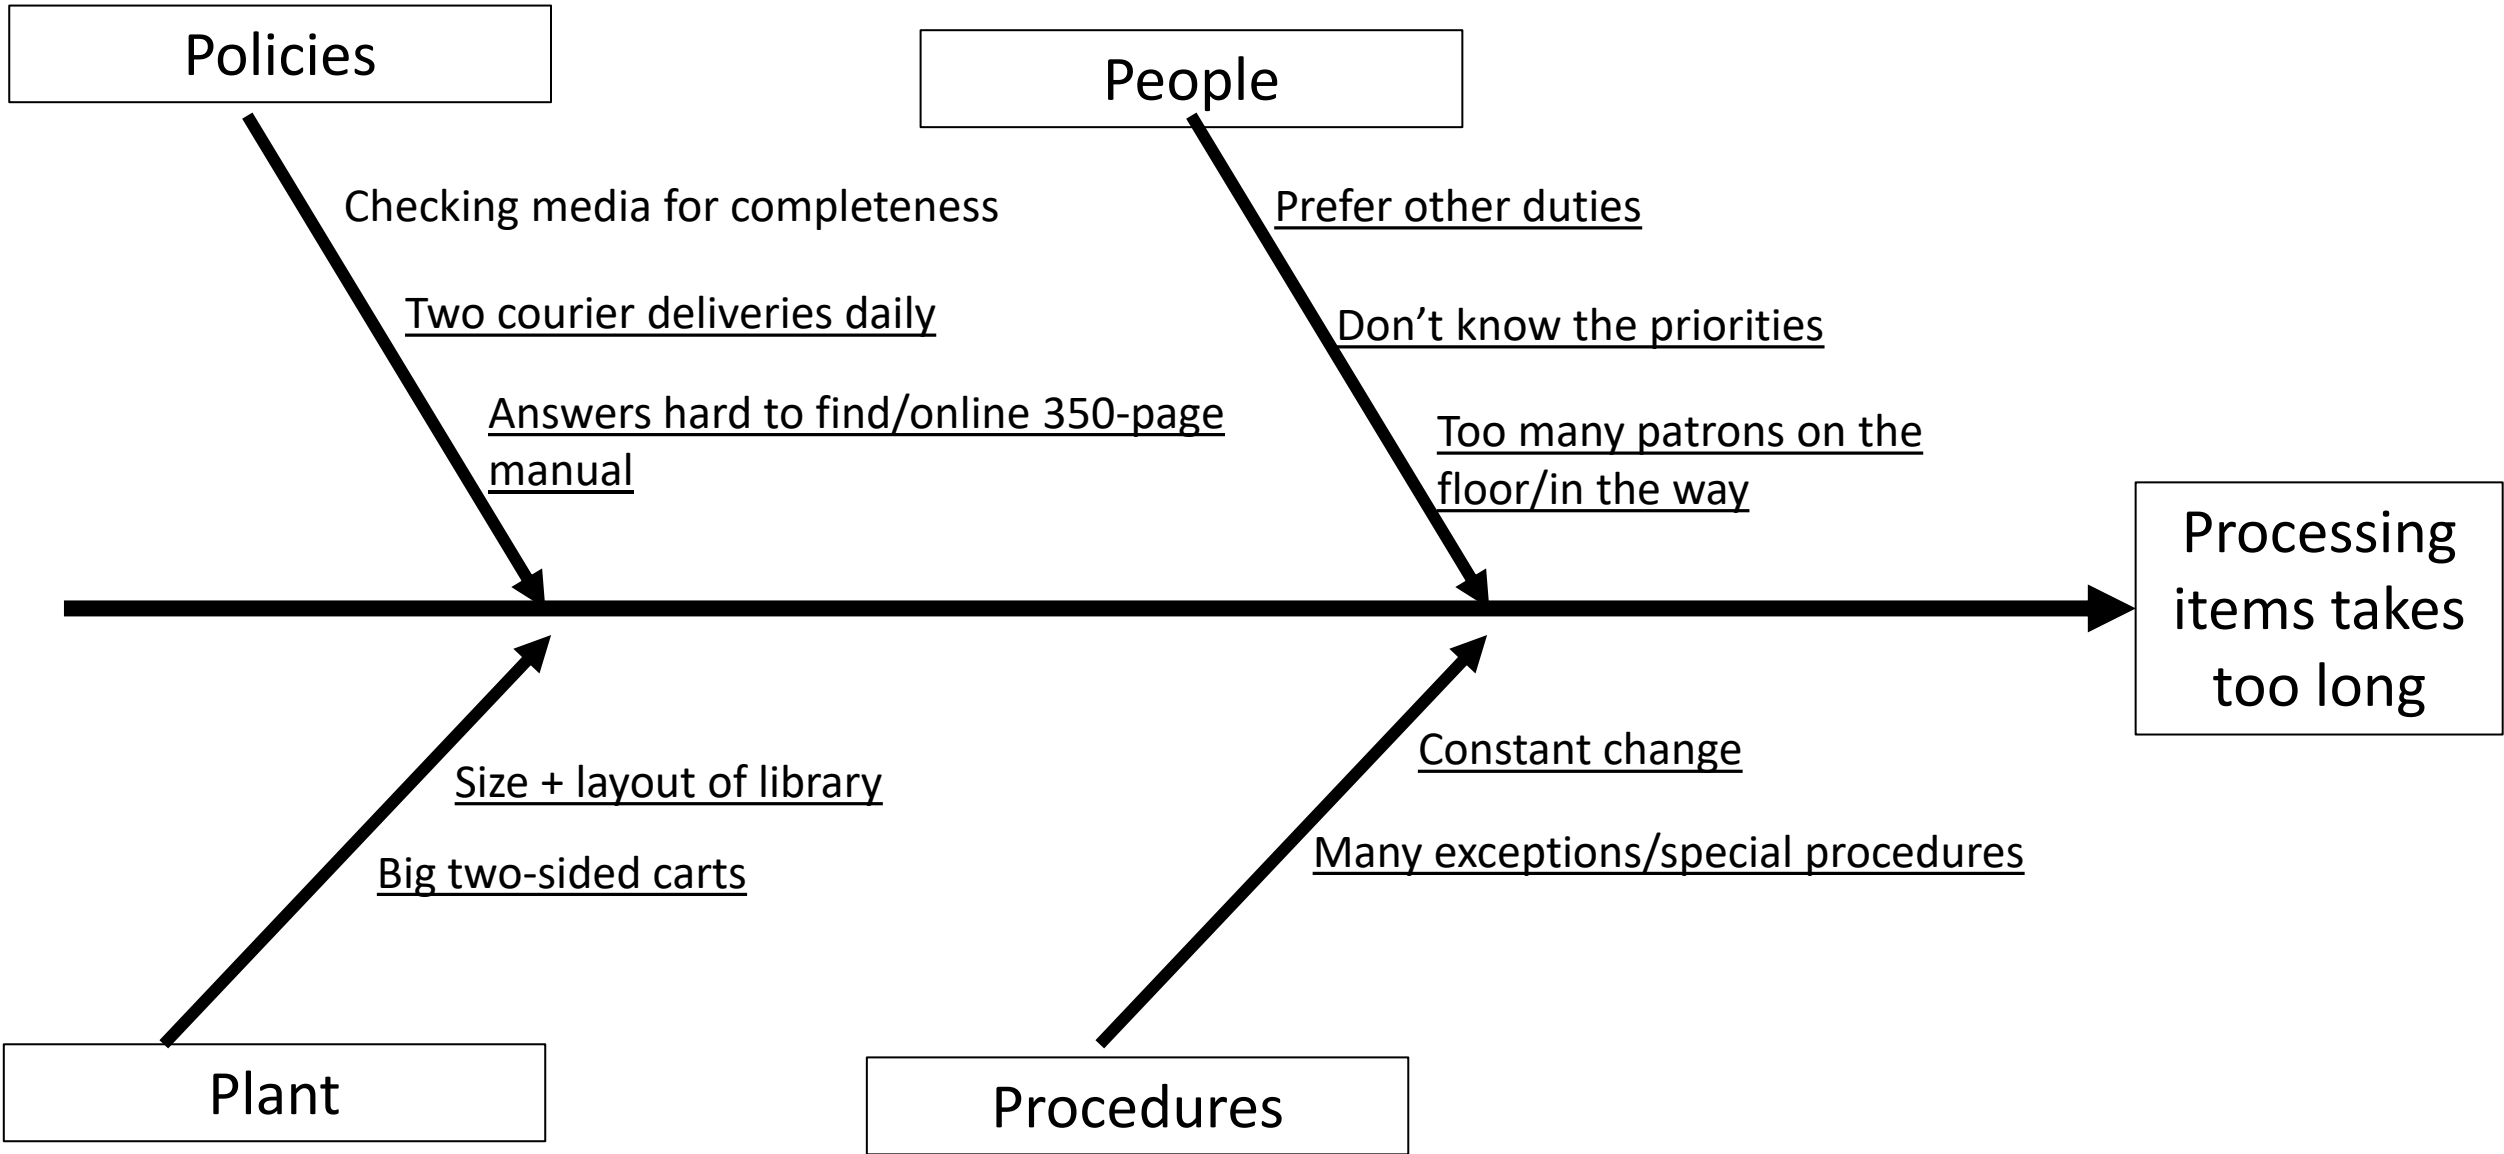 Policies
People
Checking media for completeness
Prefer other duties
Two courier deliveries daily
Don’t know the priorities
Answers hard to find/online 350-page
manual
Too many patrons on the
floor/in the way
Processing
items takes
too long
Size + layout of library
Big two-sided carts
Constant change
Many exceptions/special procedures
Plant
Procedures